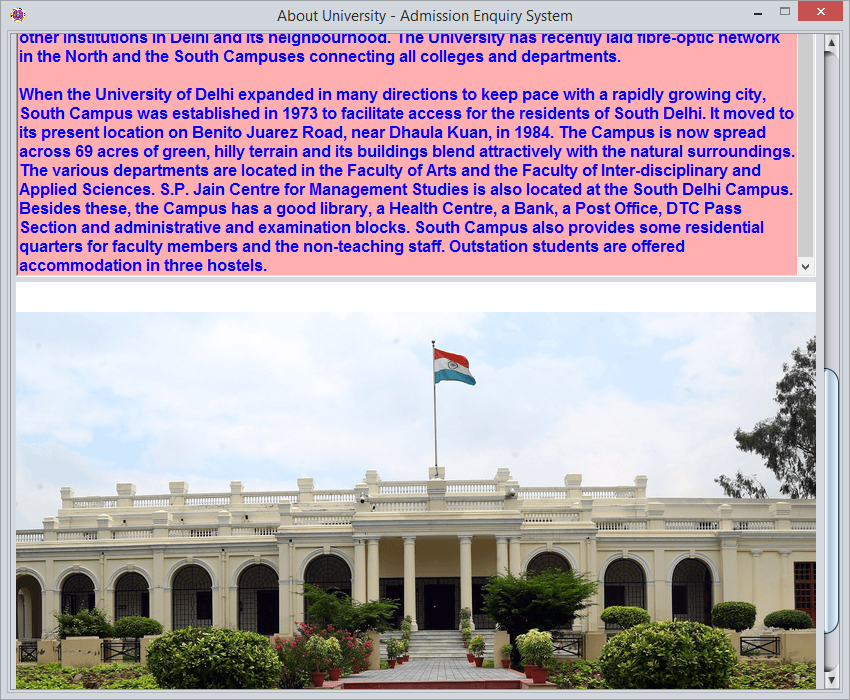 About University - Admission Enquiry System
other institutions in Delhi and its neighbourhood. The University has recently laid fibre-optic network
in the North and the South Campuses connecting all colleges and departments.
When the University of Delhi expanded in many directions to keep pace with a rapidly growing city,
South Campus was established in 1973 to facilitate access for the residents of South Delhi. It moved to
its present location on Benito Juarez Road, near Dhaula Kuan, in 1984. The Campus is now spread
across 69 acres of green, hilly terrain and its buildings blend attractively with the natural surroundings.
The various departments are located in the Faculty of Arts and the Faculty of Inter-disciplinary and
Applied Sciences. S.P. Jain Centre for Management Studies is also located at the South Delhi Campus.
Besides these, the Campus has a good library, a Health Centre, a Bank, a Post Office, DTC Pass
Section and administrative and examination blocks. South Campus also provides some residential
quarters for faculty members and the non-teaching staff. Outstation students are offered
accommodation in three hostels.